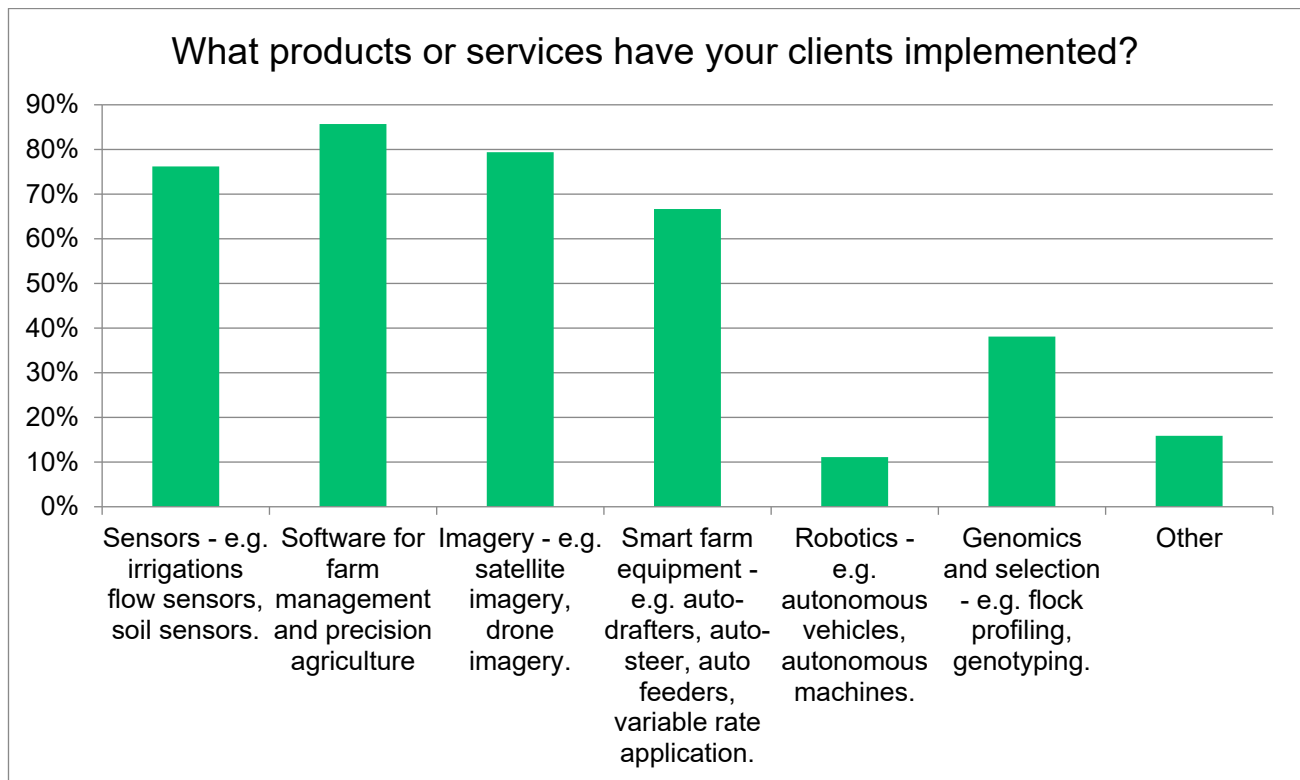 What products or services have your clients implemented?
90%
80%
70%
60%
50%
40%
30%
20%
10%
0%
Sensors - e.g.
irrigations
flow sensors,
soil sensors.
Software for
farm
management
and precision
agriculture
Imagery - e.g.
satellite
imagery,
drone
imagery.
Smart farm
equipment -
e.g. auto-
drafters, auto-
steer, auto
feeders,
variable rate
application.
Robotics -
e.g.
autonomous
vehicles,
autonomous
machines.
Genomics
and selection
- e.g. flock
profiling,
genotyping.
Other